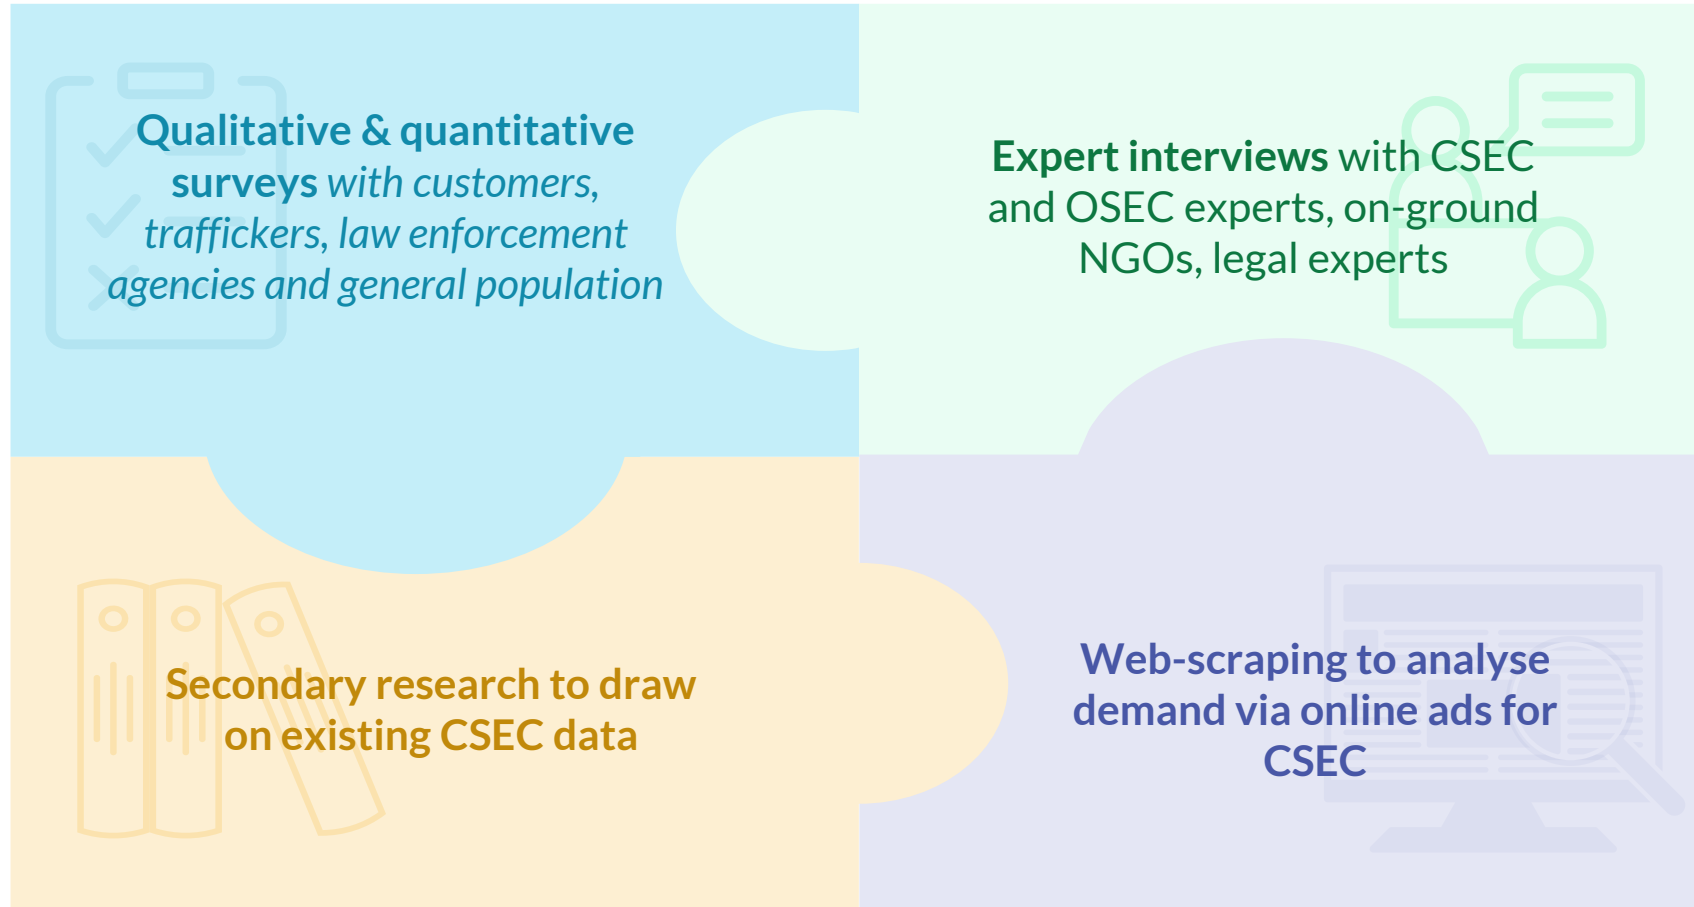 Qualitative & quantitative
surveys with customers,
traffickers, law enforcement
agencies and general population
Expert interviews with CSEC
and OSEC experts, on-ground
NGOs, legal experts
Secondary research to draw
on existing CSEC data
Web-scraping to analyse
demand via online ads for
CSEC